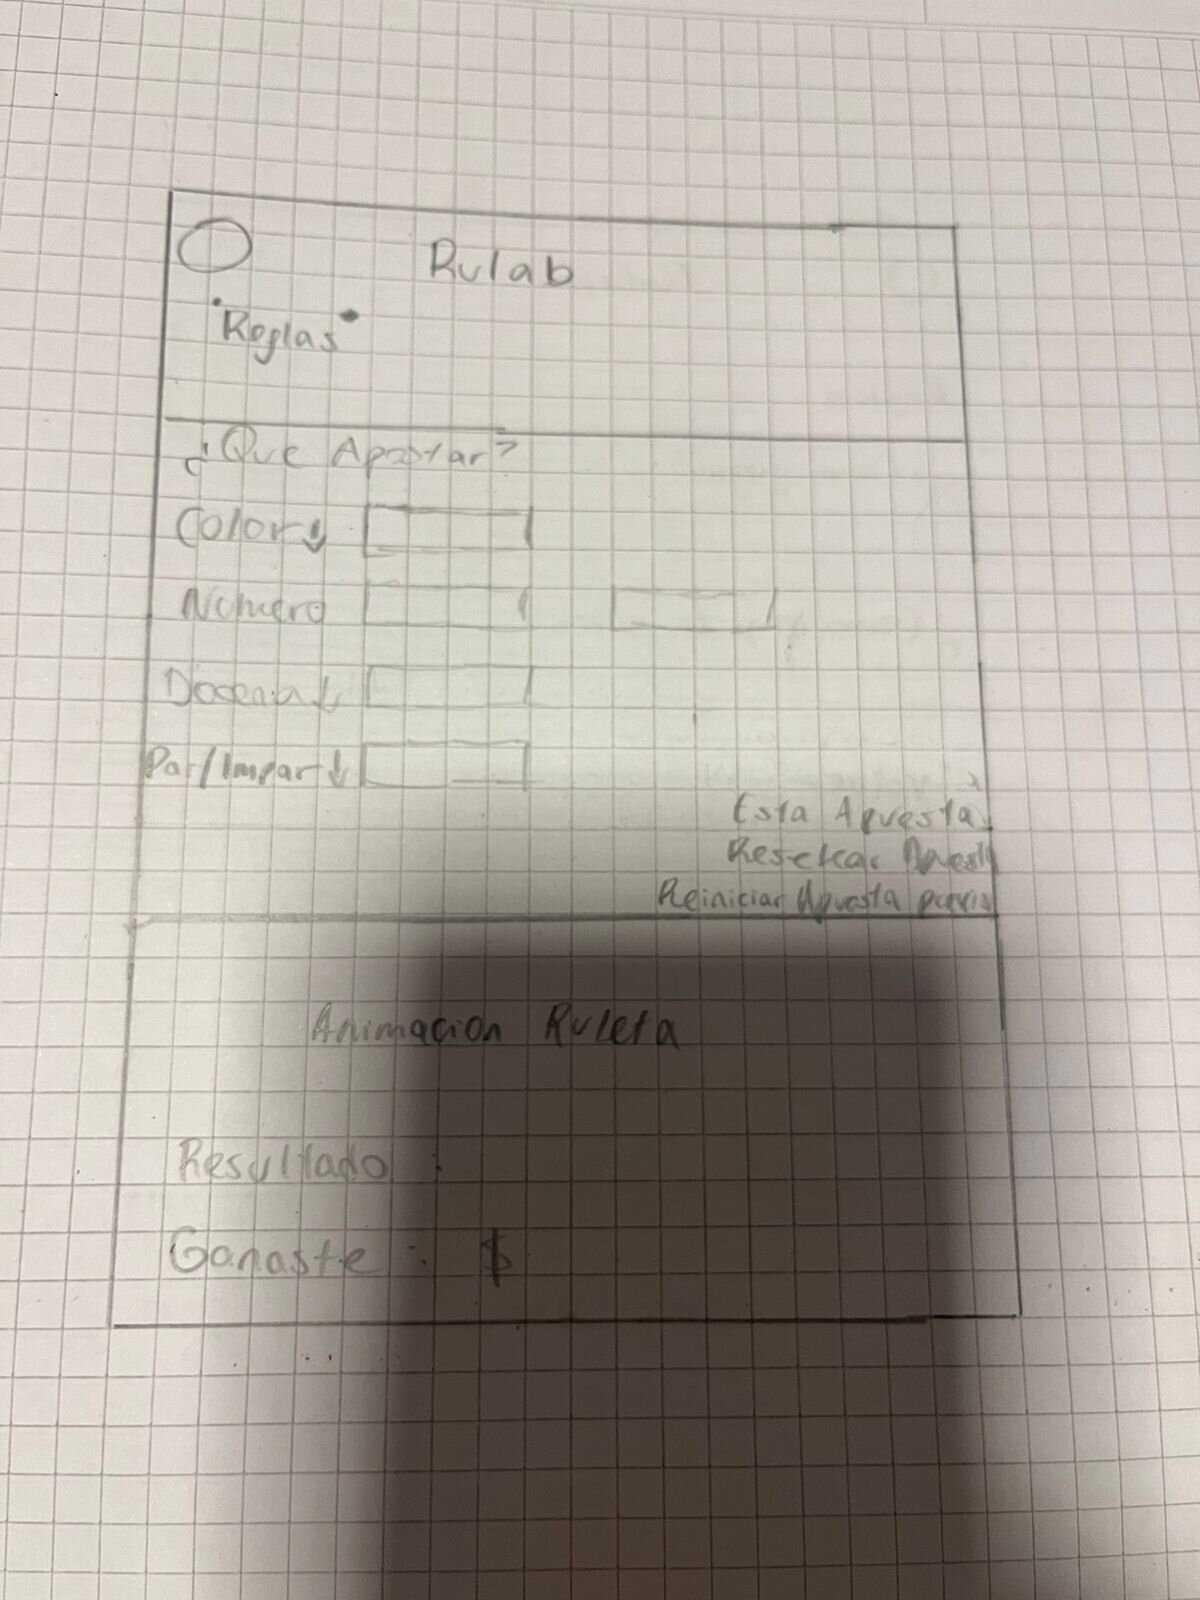 Rulab
"Reglas"
¿Que Apostar?
Color ↓
Número
Docena ↓
Par/Impar ↓
Esta Apuesta
Resetear Apuesta
Reiniciar Apuesta previa
Animacion Ruleta
Resultado :
Ganaste : $